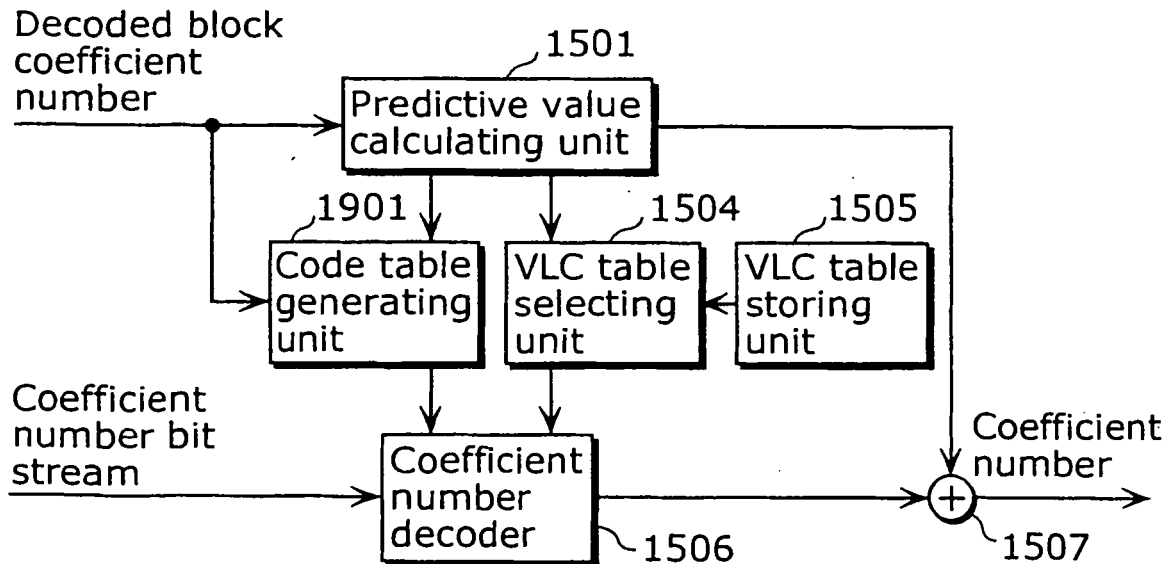 Decoded block
coefficient
number
1501
Predictive value
calculating unit
1901
1504
1505
Code table
generating
unit
VLC table
selecting
unit
VLC table
storing
unit
Coefficient
number bit
stream
Coefficient
number
decoder
1506
Coefficient
number
+
1507